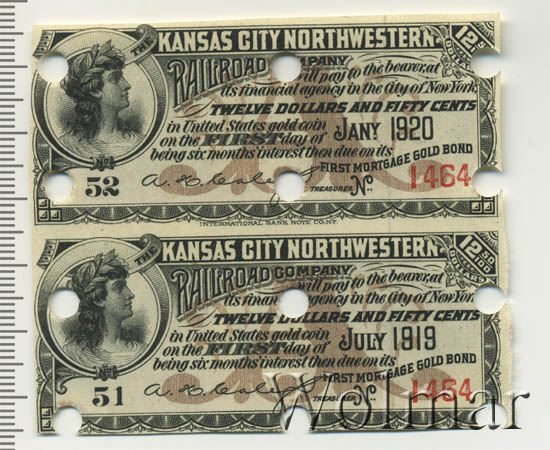 THE KANSAS CITY NORTHWESTERN 12.50
RAILROAD COMPANY
will pay to the bearer, at
its financial agency in the city of New York
TWELVE DOLLARS AND FIFTY CENTS
in United States gold coin
on the FIRST day of JANY 1920
being six months interest then due on its
FIRST MORTGAGE GOLD BOND
No
52
TREASURER
No 1464
INTERNATIONAL BANK NOTE CO. N.Y.
THE KANSAS CITY NORTHWESTERN 12 50/100
RAILROAD COMPANY DOLLARS
will pay to the bearer, at
its financial agency in the city of New York
TWELVE DOLLARS AND FIFTY CENTS
in United States gold coin
on the FIRST day of JULY 1919
being six months interest then due on its
FIRST MORTGAGE GOLD BOND
No
51
TREASURER
No 1464
Wolmar